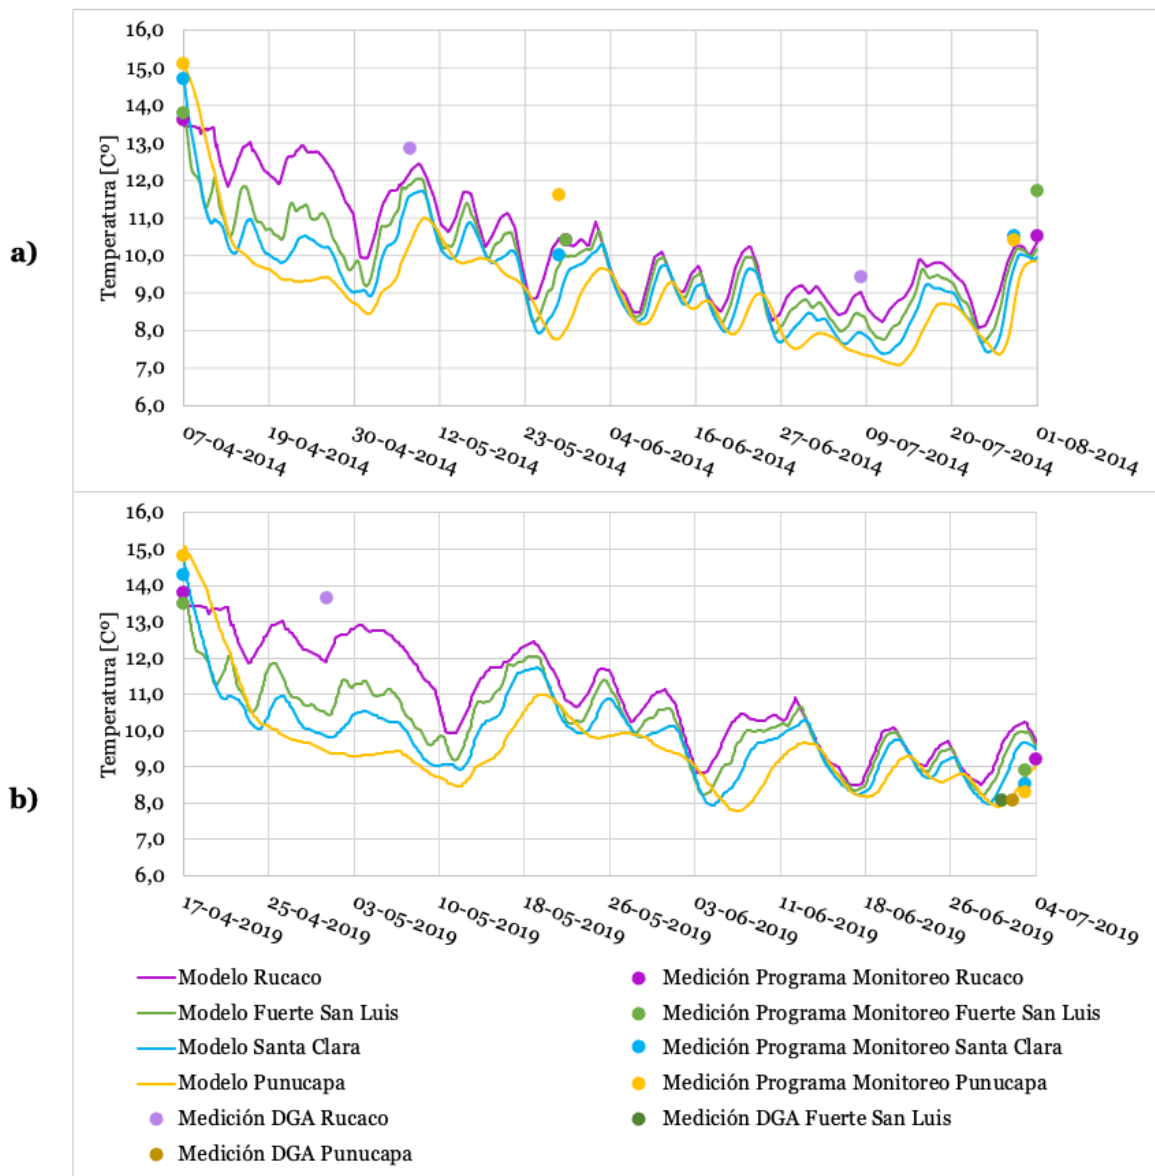 a)
Temperatura [Cº]
16,0
15,0
14,0
13,0
12,0
11,0
10,0
9,0
8,0
7,0
6,0
07-04-2014 19-04-2014 30-04-2014 12-05-2014 23-05-2014 04-06-2014 16-06-2014 27-06-2014 09-07-2014 20-07-2014 01-08-2014
b)
Temperatura [Cº]
16,0
15,0
14,0
13,0
12,0
11,0
10,0
9,0
8,0
7,0
6,0
17-04-2019 25-04-2019 03-05-2019 10-05-2019 18-05-2019 26-05-2019 03-06-2019 11-06-2019 18-06-2019 26-06-2019 04-07-2019
Modelo Rucaco
Medición Programa Monitoreo Rucaco
Modelo Fuerte San Luis
Medición Programa Monitoreo Fuerte San Luis
Modelo Santa Clara
Medición Programa Monitoreo Santa Clara
Modelo Punucapa
Medición Programa Monitoreo Punucapa
Medición DGA Rucaco
Medición DGA Fuerte San Luis
Medición DGA Punucapa